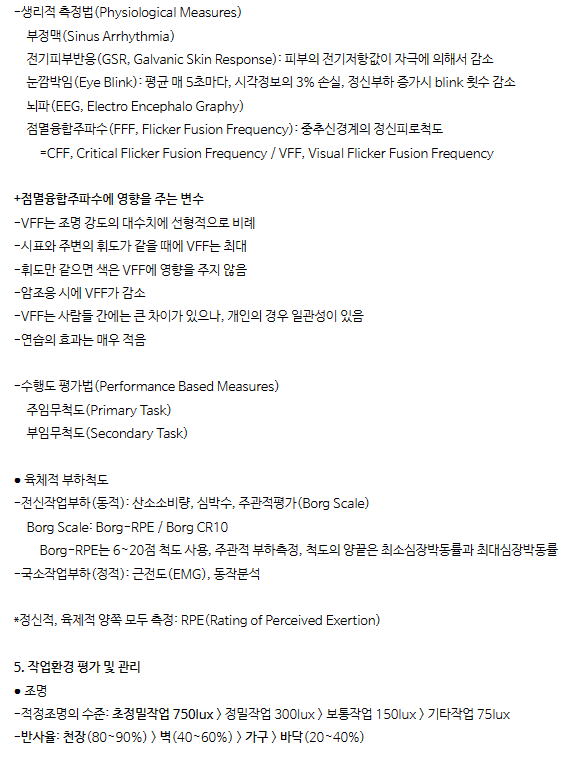 -생리적 측정법(Physiological Measures)
부정맥(Sinus Arrhythmia)
전기피부반응(GSR, Galvanic Skin Response): 피부의 전기저항값이 자극에 의해서 감소
눈깜박임(Eye Blink): 평균 매 5초마다, 시각정보의 3% 손실, 정신부하 증가시 blink 횟수 감소
뇌파(EEG, Electro Encephalo Graphy)
점멸융합주파수(FFF, Flicker Fusion Frequency): 중추신경계의 정신피로척도
=CFF, Critical Flicker Fusion Frequency / VFF, Visual Flicker Fusion Frequency
+점멸융합주파수에 영향을 주는 변수
-VFF는 조명 강도의 대수치에 선형적으로 비례
-시표와 주변의 휘도가 같을 때에 VFF는 최대
-휘도만 같으면 색은 VFF에 영향을 주지 않음
-암조응 시에 VFF가 감소
-VFF는 사람들 간에는 큰 차이가 있으나, 개인의 경우 일관성이 있음
-연습의 효과는 매우 적음
-수행도 평가법(Performance Based Measures)
주임무척도(Primary Task)
부임무척도(Secondary Task)
● 육체적 부하척도
-전신작업부하(동적): 산소소비량, 심박수, 주관적평가(Borg Scale)
Borg Scale: Borg-RPE / Borg CR10
Borg-RPE는 6~20점 척도 사용, 주관적 부하측정, 척도의 양끝은 최소심장박동률과 최대심장박동률
-국소작업부하(정적): 근전도(EMG), 동작분석
*정신적, 육체적 양쪽 모두 측정: RPE(Rating of Perceived Exertion)
5. 작업환경 평가 및 관리
● 조명
-적정조명의 수준: 초정밀작업 750lux > 정밀작업 300lux > 보통작업 150lux > 기타작업 75lux
-반사율: 천장(80~90%) > 벽(40~60%) > 가구 > 바닥(20~40%)